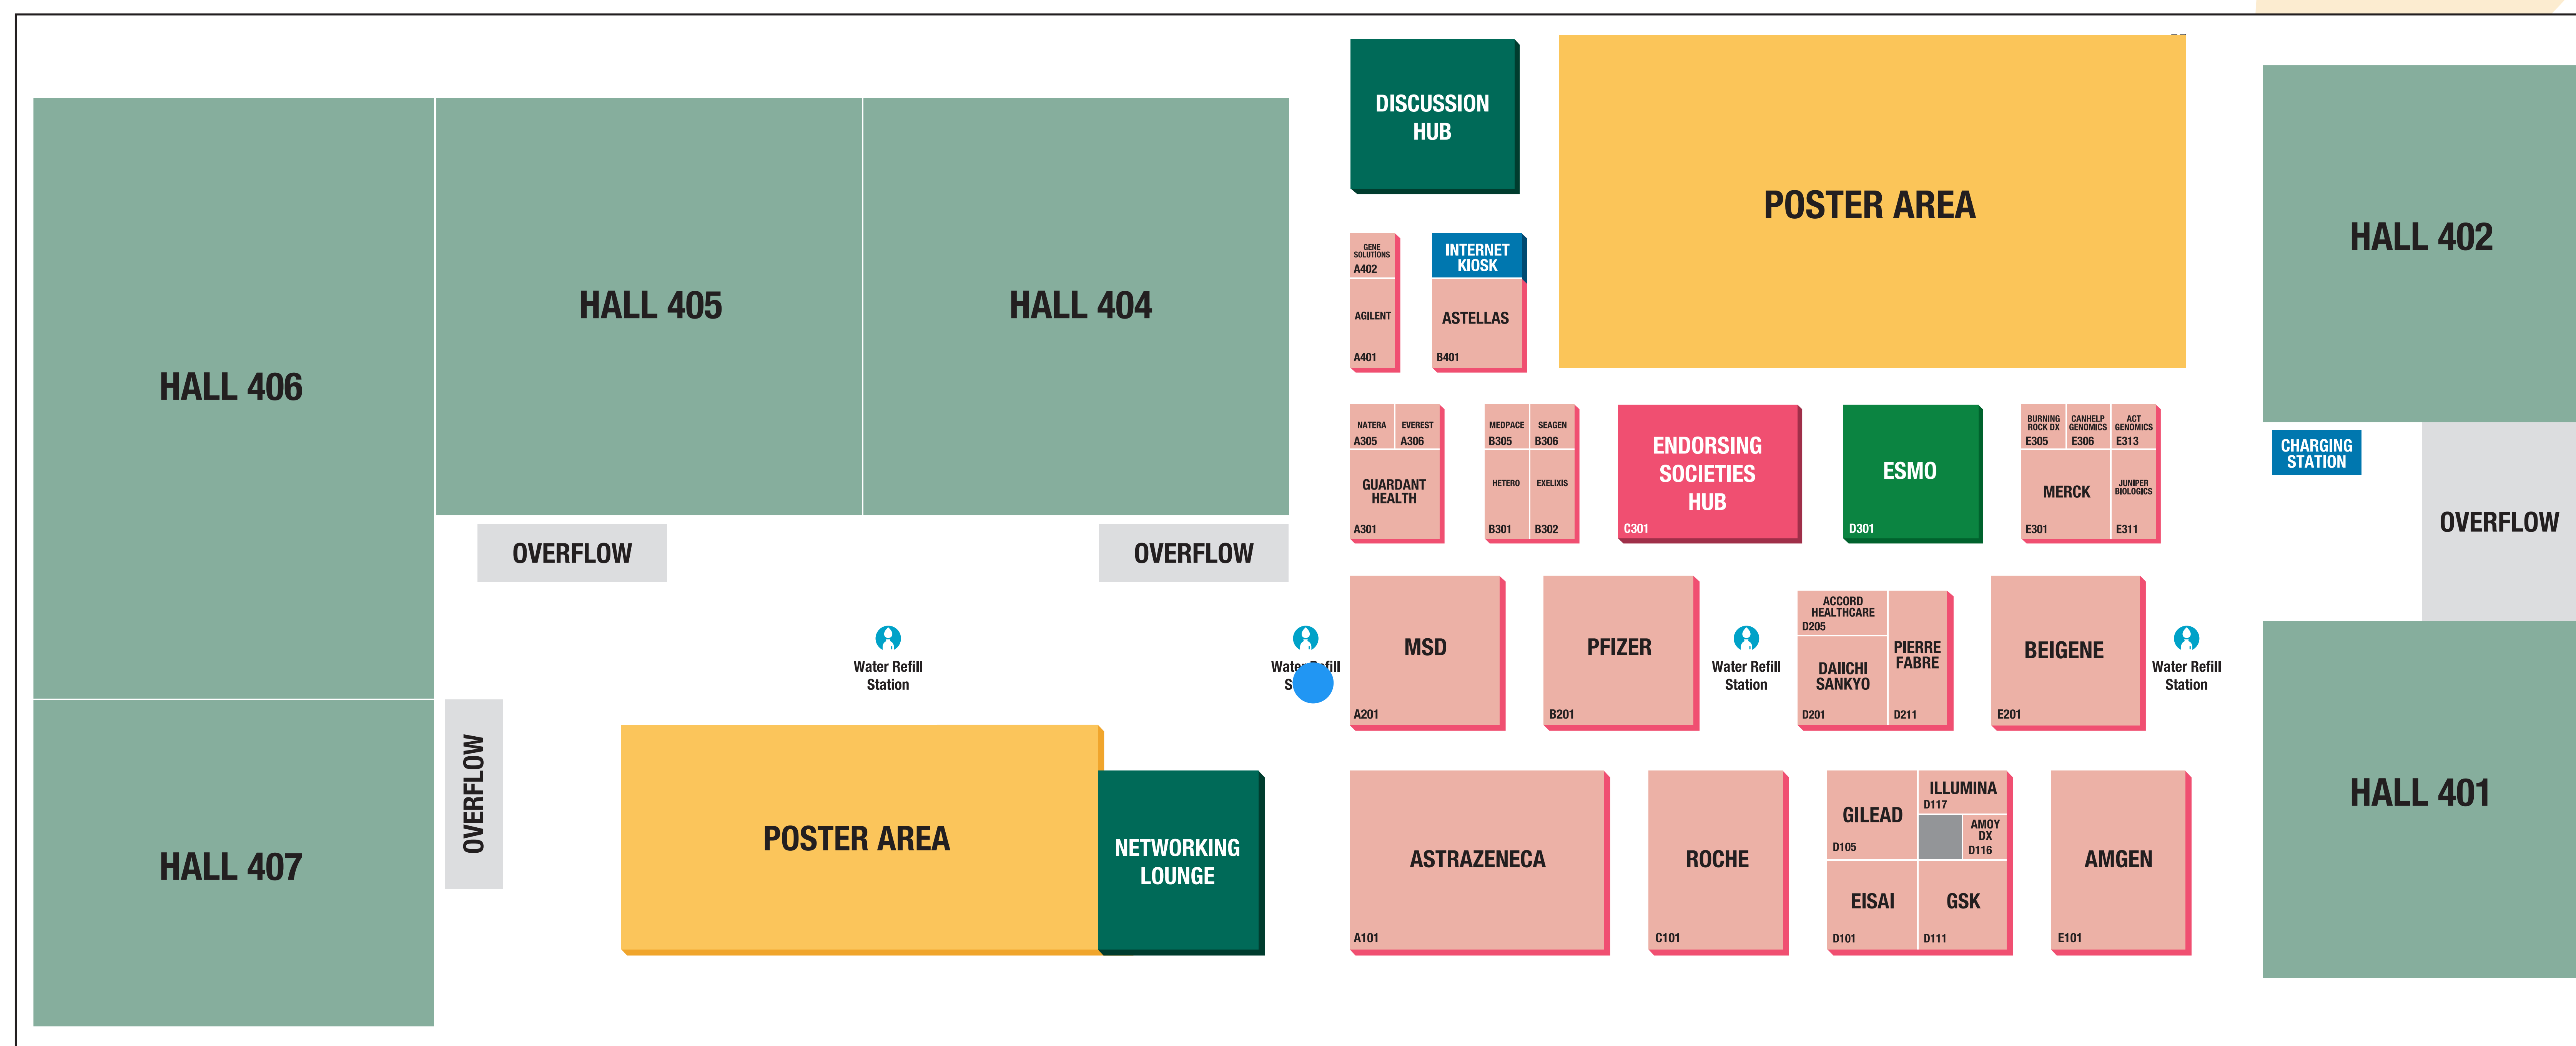 DISCUSSION
HUB
POSTER AREA
HALL 402
HALL 405
HALL 404
HALL 406
GENE
SOLUTIONS
A402
AGILENT
A401
INTERNET
KIOSK
ASTELLAS
B401
NATERA
A305
EVEREST
A306
GUARDANT
HEALTH
A301
MEDPACE
B305
SEAGEN
B306
HETERO
B301
EXELIXIS
B302
ENDORSING
SOCIETIES
HUB
C301
ESMO
D301
BURNING
ROCK DX
E305
CANHELP
GENOMICS
E306
ACT
GENOMICS
E313
MERCK
E301
JUNIPER
BIOLOGICS
E311
CHARGING
STATION
OVERFLOW
OVERFLOW
OVERFLOW
Water Refill
Station
Water Refill
MSD
A201
PFIZER
B201
Water Refill
Station
ACCORD
HEALTHCARE
D205
DAIICHI
SANKYO
D201
PIERRE
FABRE
D211
BEIGENE
E201
Water Refill
Station
OVERFLOW
HALL 407
POSTER AREA
NETWORKING
LOUNGE
ASTRAZENECA
A101
ROCHE
C101
GILEAD
D105
ILLUMINA
D117
AMOY
DX
D116
EISAI
D101
GSK
D111
AMGEN
E101
HALL 401